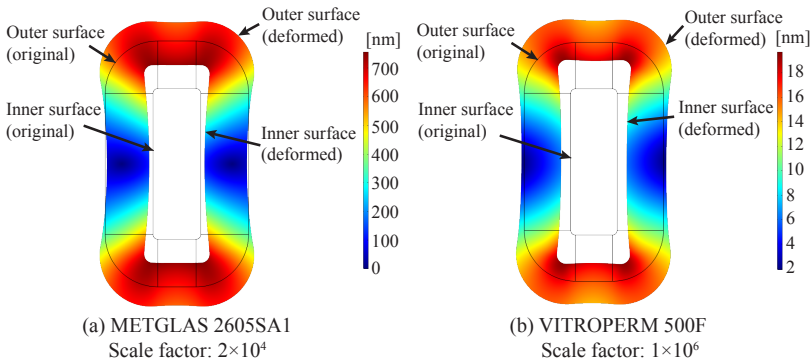 Outer surface
(original)
Outer surface
(deformed)
[nm]
700
600
500
400
300
200
100
0
Inner surface
(original)
Inner surface
(deformed)
(a) METGLAS 2605SA1
Scale factor: 2×10⁴
Outer surface
(original)
Outer surface
(deformed)
[nm]
18
16
14
12
10
8
6
4
2
Inner surface
(original)
Inner surface
(deformed)
(b) VITROPERM 500F
Scale factor: 1×10⁶